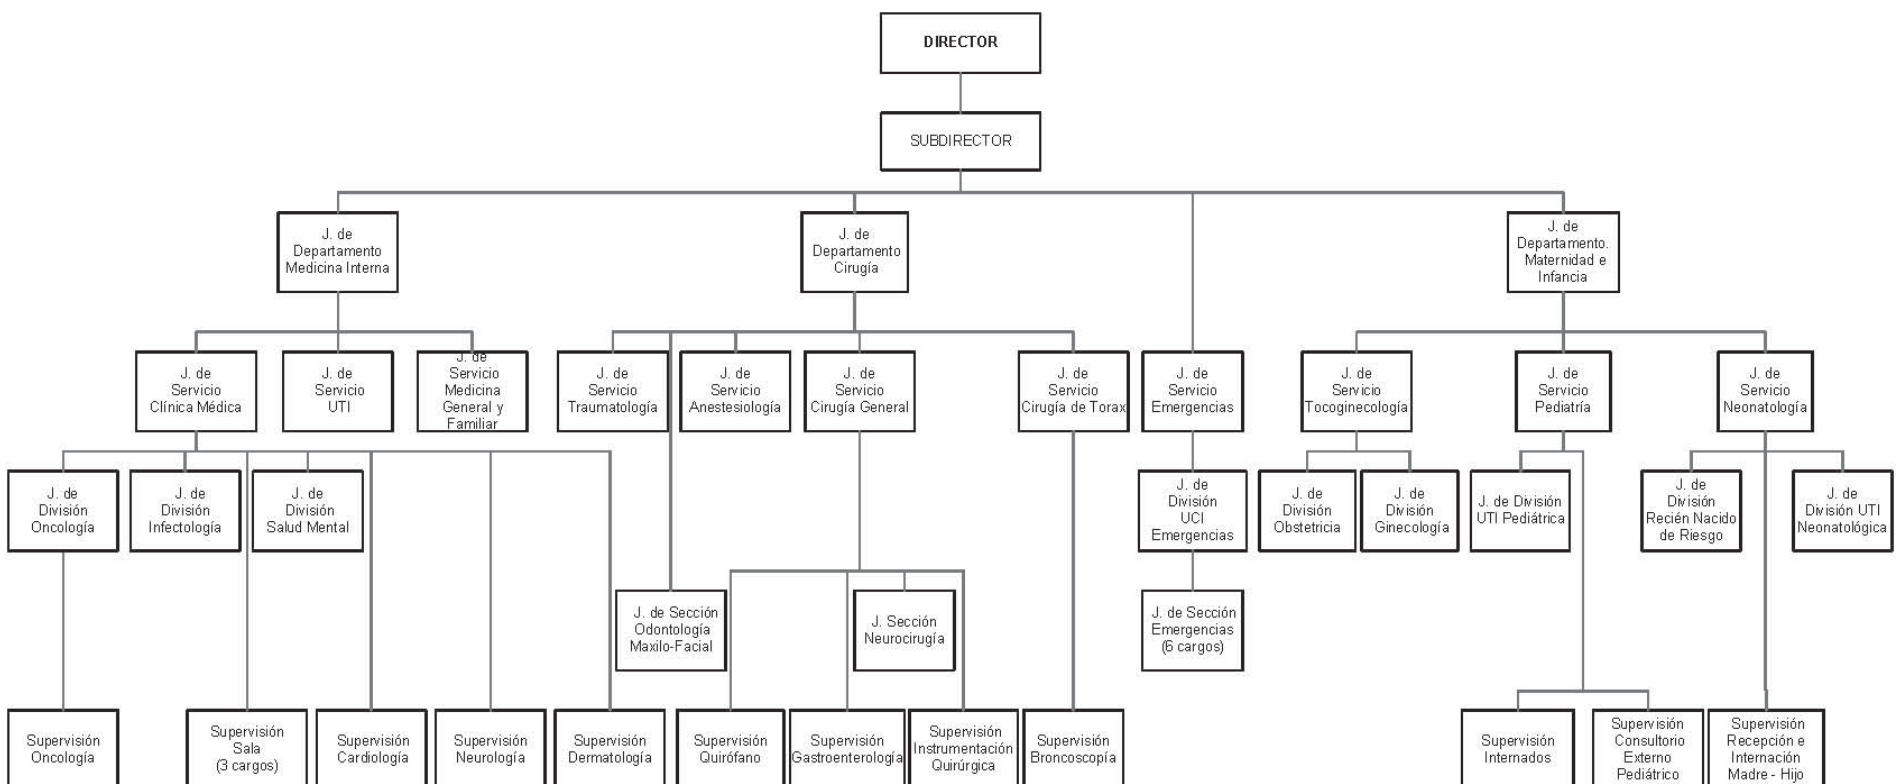 DIRECTOR
SUBDIRECTOR
J. de
Departamento
Medicina Interna
J. de
Departamento
Cirugía
J. de
Departamento.
Maternidad e
Infancia
J. de
Servicio
Clínica Médica
J. de
Servicio
UTI
J. de
Servicio
Medicina
General y
Familiar
J. de
Servicio
Traumatología
J. de
Servicio
Anestesiología
J. de
Servicio
Cirugía General
J. de
Servicio
Cirugía de Torax
J. de
Servicio
Emergencias
J. de
Servicio
Tocoginecología
J. de
Servicio
Pediatría
J. de
Servicio
Neonatología
J. de
División
Oncología
J. de
División
Infectología
J. de
División
Salud Mental
J. de
División
UCI
Emergencias
J. de
División
Obstetricia
J. de
División
Ginecología
J. de División
UTI Pediátrica
J. de
División
Recién Nacido
de Riesgo
J. de
División UTI
Neonatológica
J. de Sección
Odontología
Maxilo-Facial
J. Sección
Neurocirugía
J. de Sección
Emergencias
(6 cargos)
Supervisión
Oncología
Supervisión
Sala
(3 cargos)
Supervisión
Cardiología
Supervisión
Neurología
Supervisión
Dermatología
Supervisión
Quirófano
Supervisión
Gastroenterología
Supervisión
Instrumentación
Quirúrgica
Supervisión
Broncoscopía
Supervisión
Internados
Supervisión
Consultorio
Externo
Pediátrico
Supervisión
Recepción e
Internación
Madre - Hijo